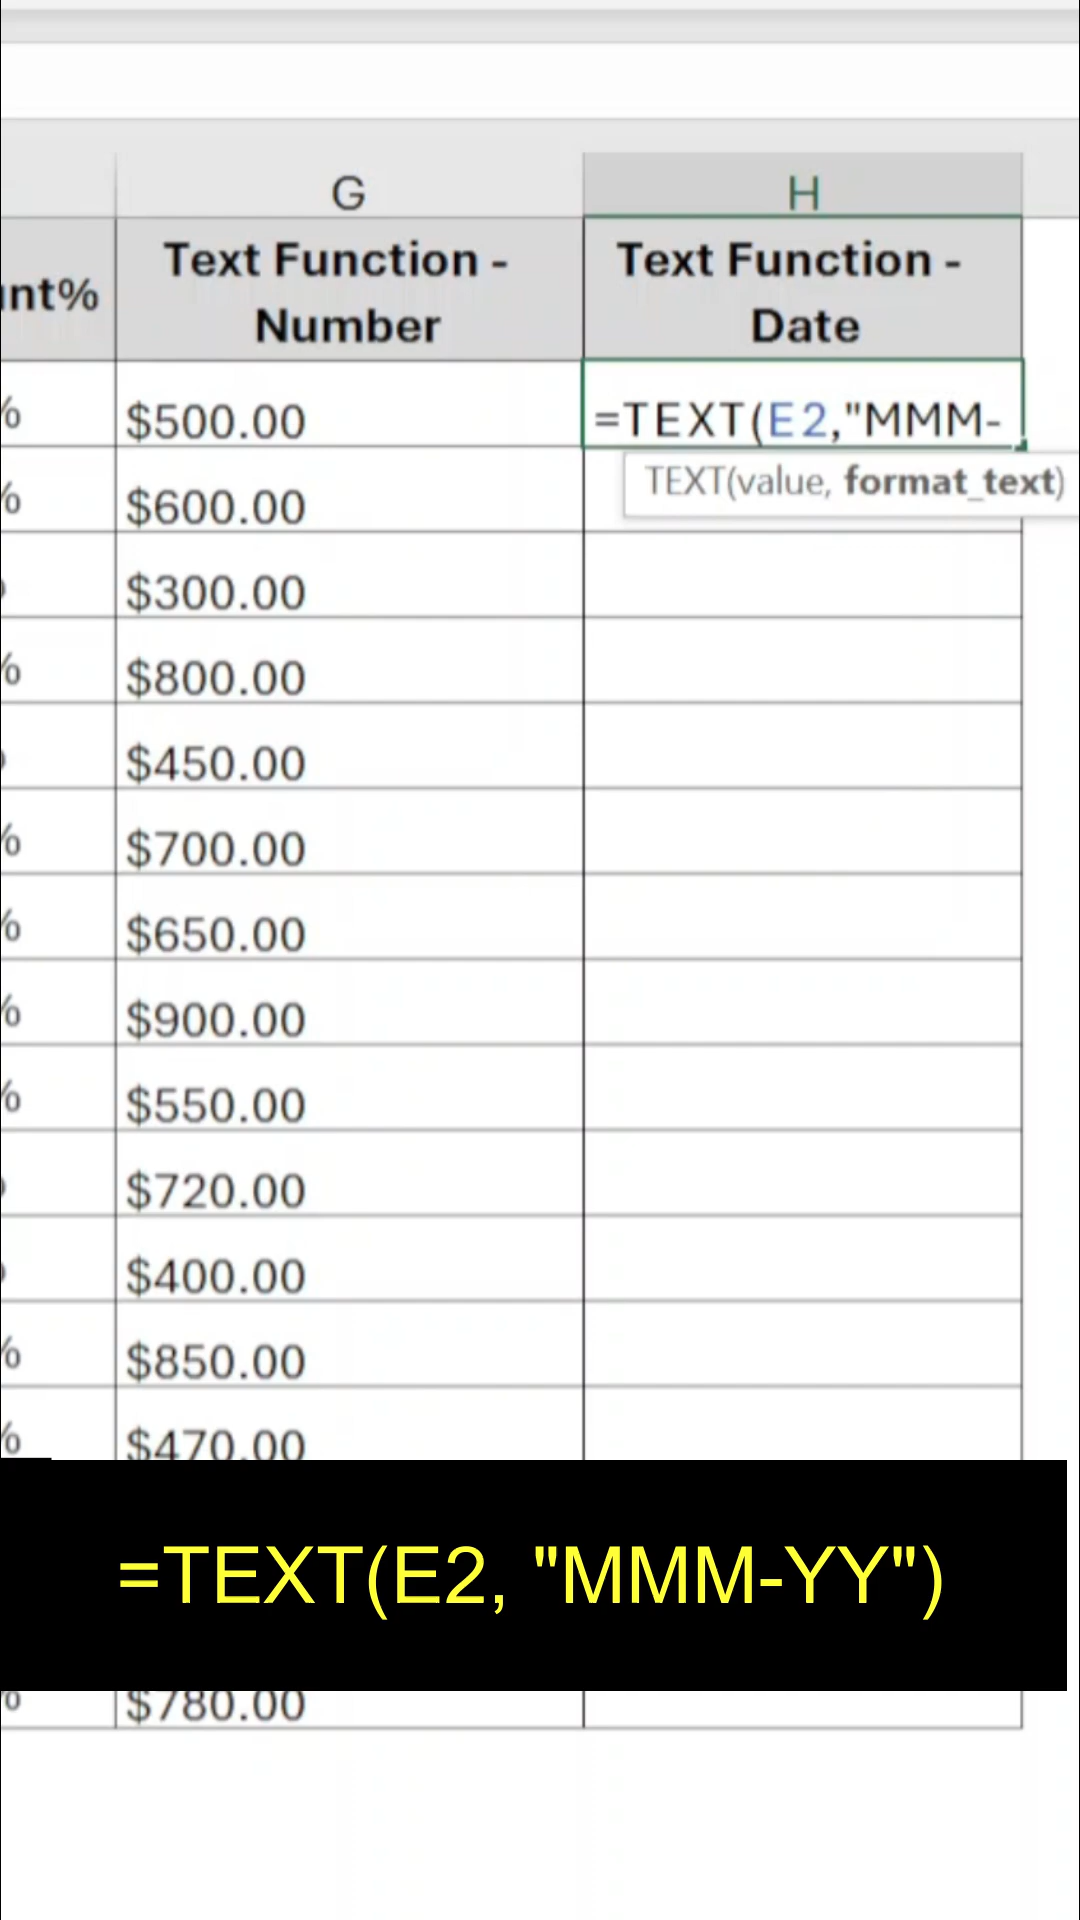 G H
Text Function - Text Function -
nt% Number Date
% $500.00 =TEXT(E2,"MMM-
TEXT(value, format_text)
% $600.00
$300.00
% $800.00
$450.00
% $700.00
% $650.00
% $900.00
% $550.00
$720.00
$400.00
% $850.00
% $470.00
=TEXT(E2, "MMM-YY")
% $780.00